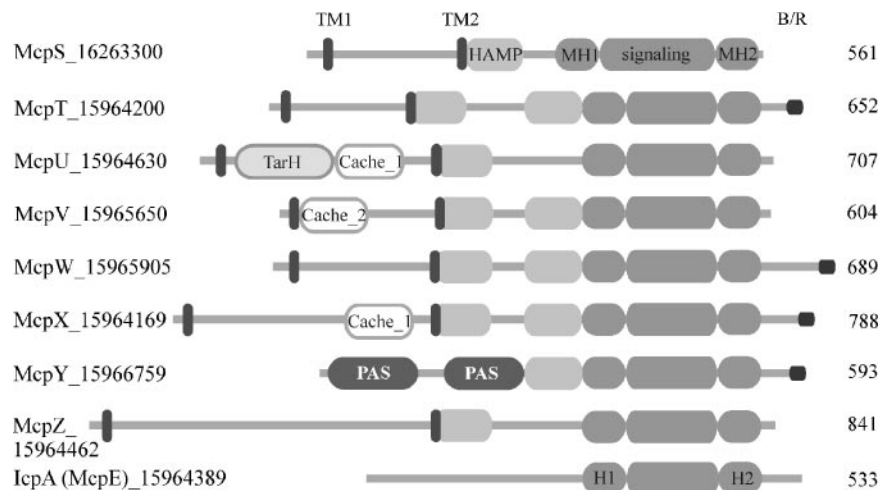 TM1 TM2 B/R
McpS_16263300 HAMP MH1 signaling MH2 561
McpT_15964200 652
McpU_15964630 TarH Cache_1 707
McpV_15965650 Cache_2 604
McpW_15965905 689
McpX_15964169 Cache_1 788
McpY_15966759 PAS PAS 593
McpZ_ 841
15964462
IcpA (McpE)_15964389 H1 H2 533